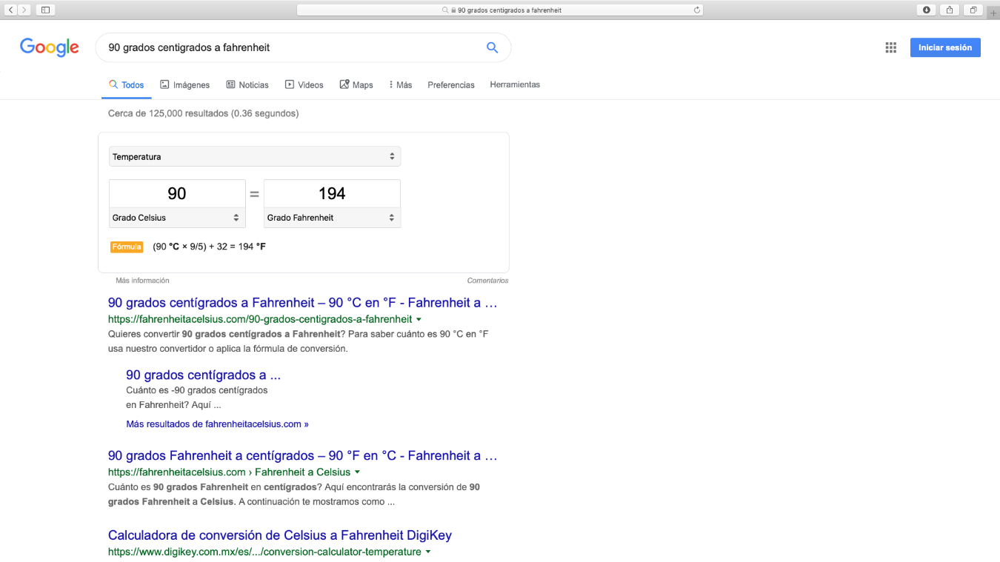 90 grados centigrados a fahrenheit
Google
90 grados centigrados a fahrenheit
Iniciar sesión
Todos Imágenes Noticias Videos Maps Más Preferencias Herramientas
Cerca de 125,000 resultados (0.36 segundos)
Temperatura
90 = 194
Grado Celsius Grado Fahrenheit
Fórmula (90 °C × 9/5) + 32 = 194 °F
Más información Comentarios
90 grados centígrados a Fahrenheit – 90 °C en °F - Fahrenheit a ...
https://fahrenheitacelsius.com/90-grados-centigrados-a-fahrenheit
Quieres convertir 90 grados centígrados a Fahrenheit? Para saber cuánto es 90 °C en °F
usa nuestro convertidor o aplica la fórmula de conversión.
90 grados centígrados a ...
Cuánto es -90 grados centígrados
en Fahrenheit? Aquí ...
Más resultados de fahrenheitacelsius.com »
90 grados Fahrenheit a centígrados – 90 °F en °C - Fahrenheit a ...
https://fahrenheitacelsius.com › Fahrenheit a Celsius
Cuánto es 90 grados Fahrenheit en centígrados? Aquí encontrarás la conversión de 90
grados Fahrenheit a Celsius. A continuación te mostramos como ...
Calculadora de conversión de Celsius a Fahrenheit DigiKey
https://www.digikey.com.mx/es/.../conversion-calculator-temperature